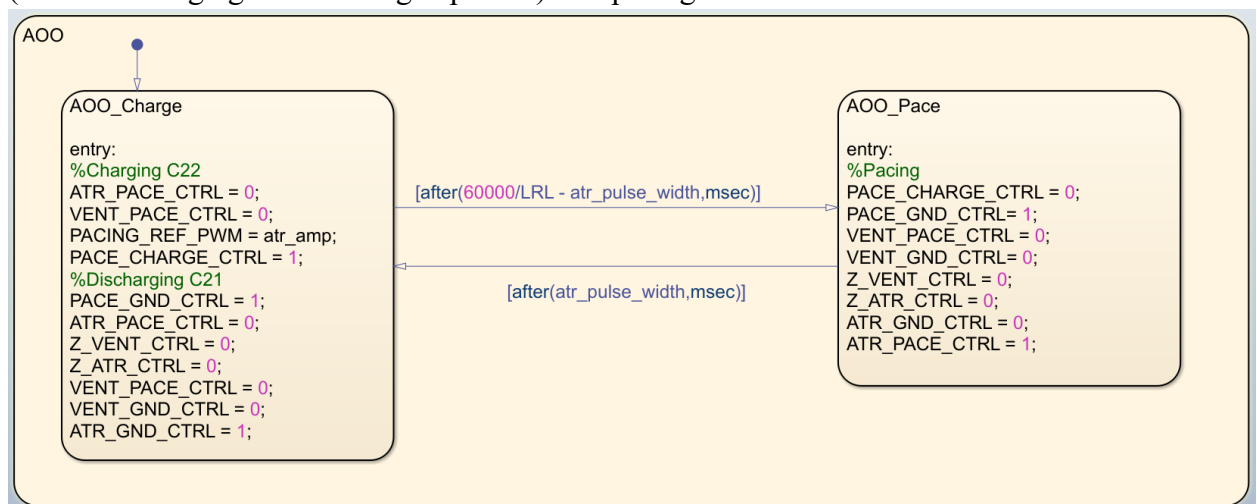 AOO
AOO_Charge
entry:
%Charging C22
ATR_PACE_CTRL = 0;
VENT_PACE_CTRL = 0;
PACING_REF_PWM = atr_amp;
PACE_CHARGE_CTRL = 1;
%Discharging C21
PACE_GND_CTRL = 1;
ATR_PACE_CTRL = 0;
Z_VENT_CTRL = 0;
Z_ATR_CTRL = 0;
VENT_PACE_CTRL = 0;
VENT_GND_CTRL = 0;
ATR_GND_CTRL = 1;
[after(60000/LRL - atr_pulse_width,msec)]
[after(atr_pulse_width,msec)]
AOO_Pace
entry:
%Pacing
PACE_CHARGE_CTRL = 0;
PACE_GND_CTRL= 1;
VENT_PACE_CTRL = 0;
VENT_GND_CTRL= 0;
Z_VENT_CTRL = 0;
Z_ATR_CTRL = 0;
ATR_GND_CTRL = 0;
ATR_PACE_CTRL = 1;